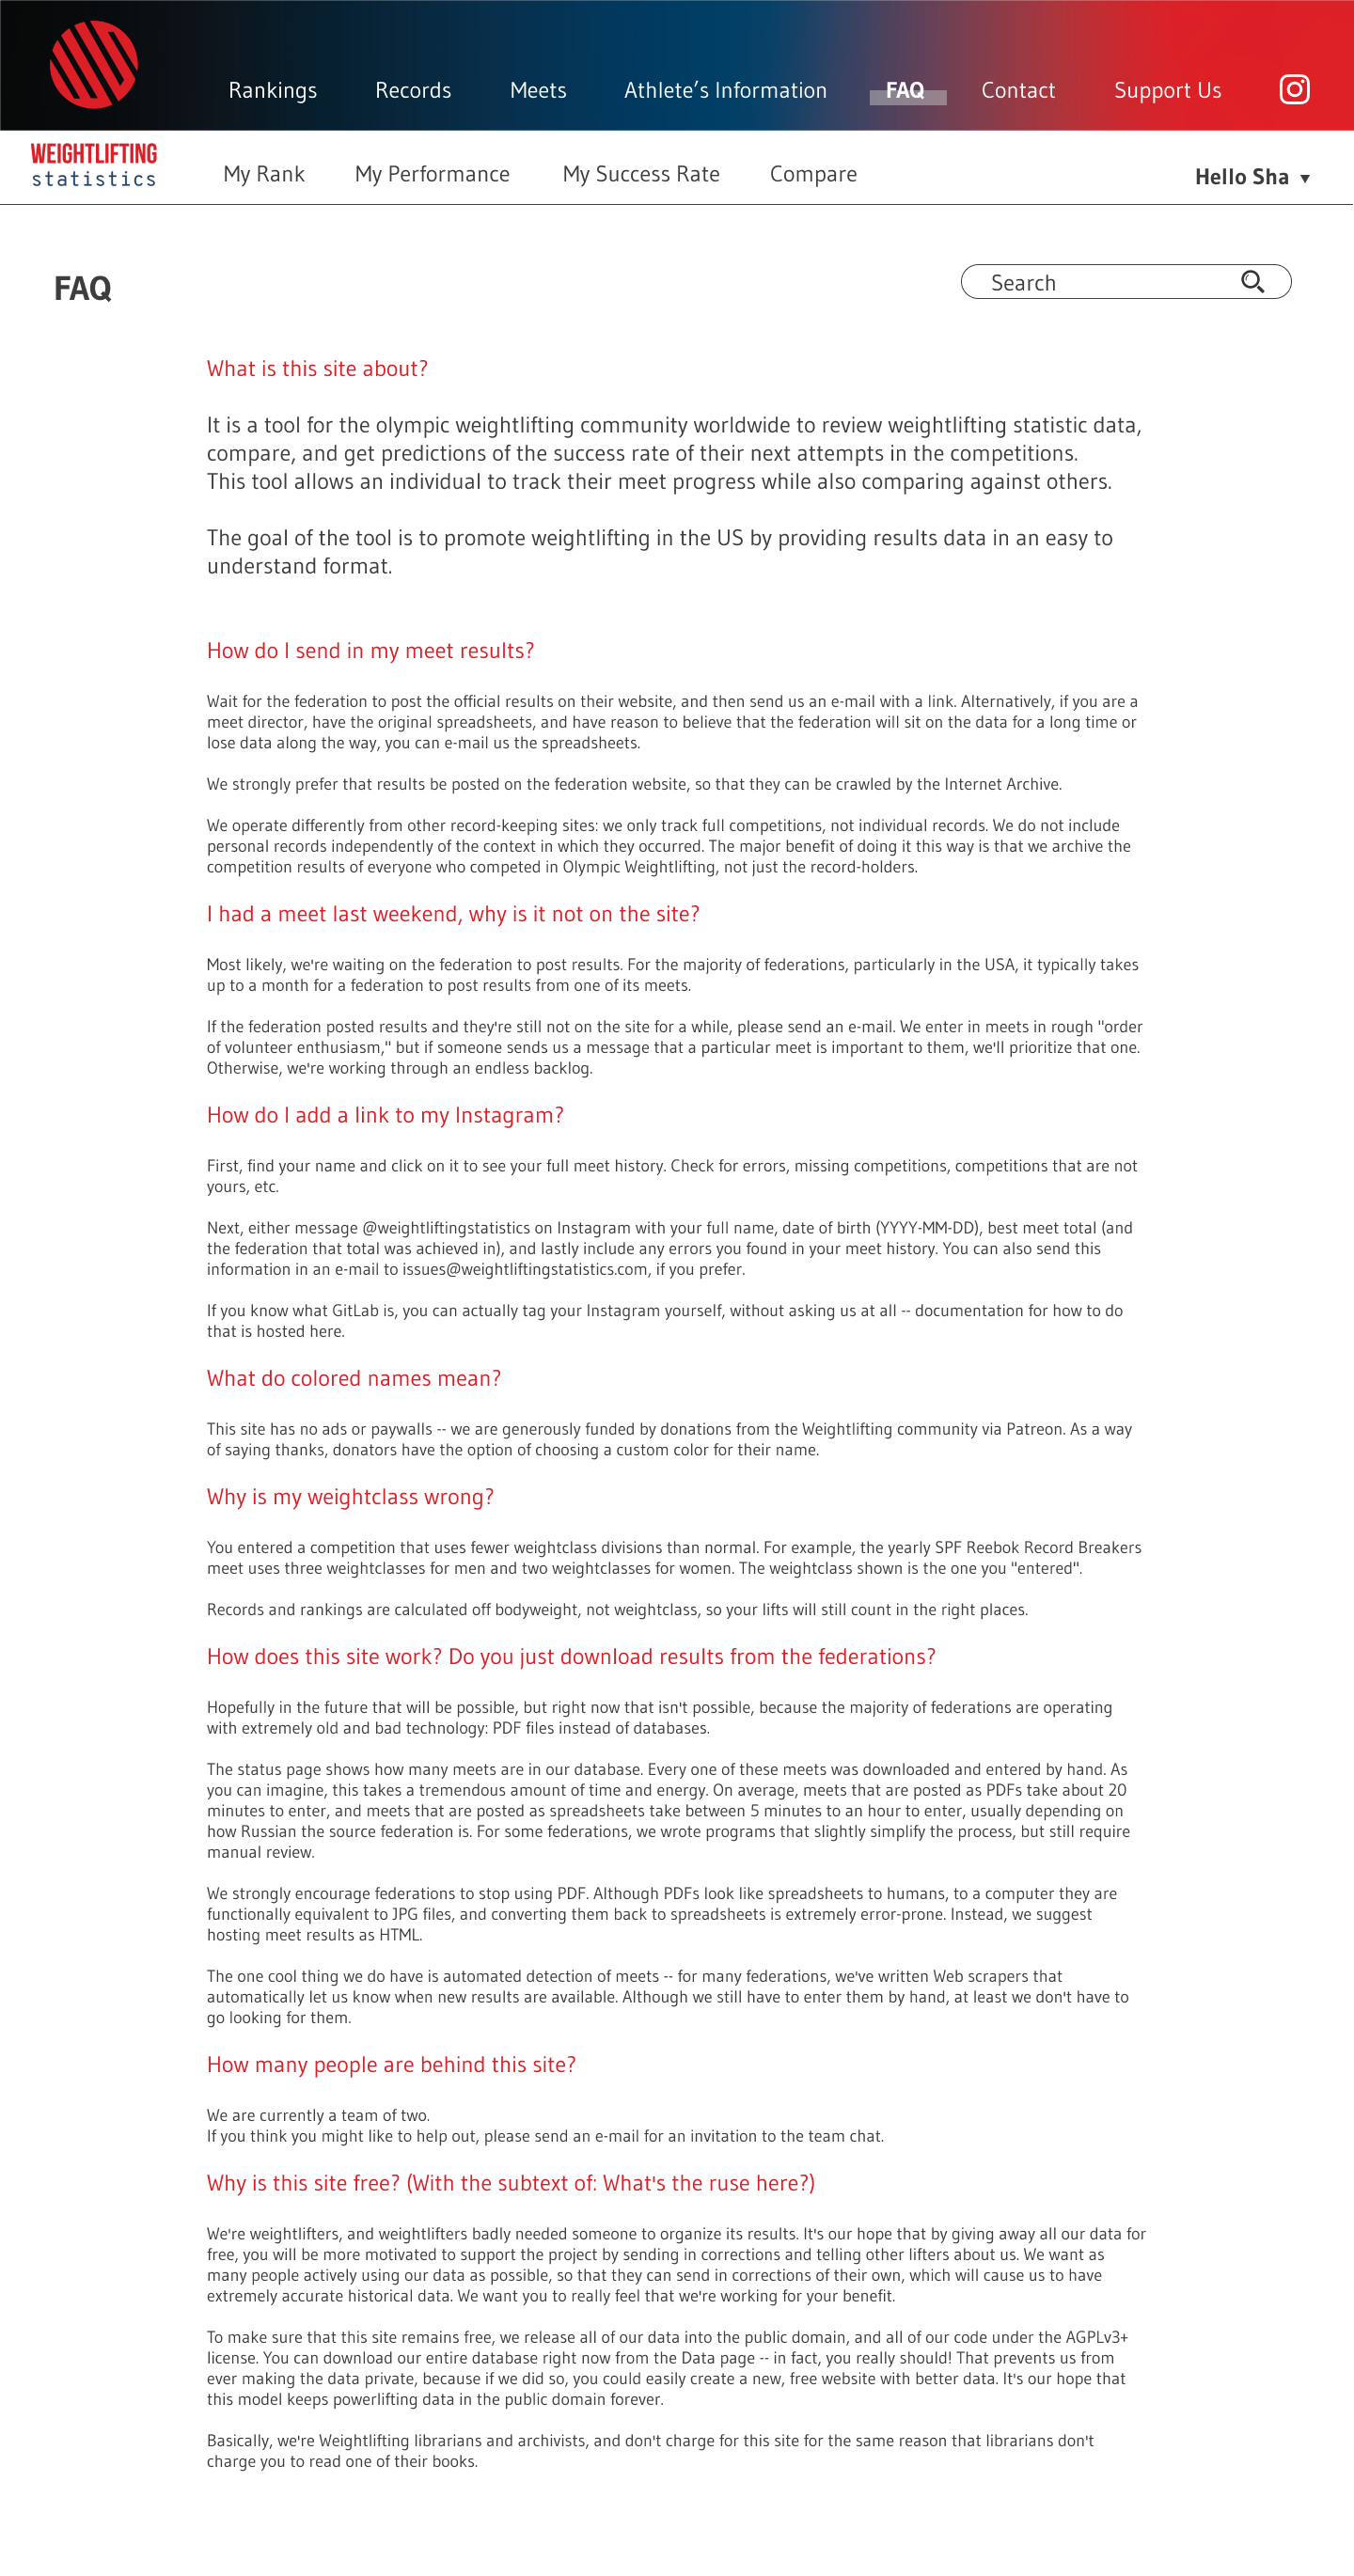 Rankings Records Meets Athlete’s Information FAQ Contact Support Us
WEIGHTLIFTING
statistics
My Rank My Performance My Success Rate Compare Hello Sha
FAQ
Search
What is this site about?
It is a tool for the olympic weightlifting community worldwide to review weightlifting statistic data,
compare, and get predictions of the success rate of their next attempts in the competitions.
This tool allows an individual to track their meet progress while also comparing against others.
The goal of the tool is to promote weightlifting in the US by providing results data in an easy to
understand format.
How do I send in my meet results?
Wait for the federation to post the official results on their website, and then send us an e-mail with a link. Alternatively, if you are a
meet director, have the original spreadsheets, and have reason to believe that the federation will sit on the data for a long time or
lose data along the way, you can e-mail us the spreadsheets.
We strongly prefer that results be posted on the federation website, so that they can be crawled by the Internet Archive.
We operate differently from other record-keeping sites: we only track full competitions, not individual records. We do not include
personal records independently of the context in which they occurred. The major benefit of doing it this way is that we archive the
competition results of everyone who competed in Olympic Weightlifting, not just the record-holders.
I had a meet last weekend, why is it not on the site?
Most likely, we're waiting on the federation to post results. For the majority of federations, particularly in the USA, it typically takes
up to a month for a federation to post results from one of its meets.
If the federation posted results and they're still not on the site for a while, please send an e-mail. We enter in meets in rough "order
of volunteer enthusiasm," but if someone sends us a message that a particular meet is important to them, we'll prioritize that one.
Otherwise, we're working through an endless backlog.
How do I add a link to my Instagram?
First, find your name and click on it to see your full meet history. Check for errors, missing competitions, competitions that are not
yours, etc.
Next, either message @weightliftingstatistics on Instagram with your full name, date of birth (YYYY-MM-DD), best meet total (and
the federation that total was achieved in), and lastly include any errors you found in your meet history. You can also send this
information in an e-mail to issues@weightliftingstatistics.com, if you prefer.
If you know what GitLab is, you can actually tag your Instagram yourself, without asking us at all -- documentation for how to do
that is hosted here.
What do colored names mean?
This site has no ads or paywalls -- we are generously funded by donations from the Weightlifting community via Patreon. As a way
of saying thanks, donators have the option of choosing a custom color for their name.
Why is my weightclass wrong?
You entered a competition that uses fewer weightclass divisions than normal. For example, the yearly SPF Reebok Record Breakers
meet uses three weightclasses for men and two weightclasses for women. The weightclass shown is the one you "entered".
Records and rankings are calculated off bodyweight, not weightclass, so your lifts will still count in the right places.
How does this site work? Do you just download results from the federations?
Hopefully in the future that will be possible, but right now that isn't possible, because the majority of federations are operating
with extremely old and bad technology: PDF files instead of databases.
The status page shows how many meets are in our database. Every one of these meets was downloaded and entered by hand. As
you can imagine, this takes a tremendous amount of time and energy. On average, meets that are posted as PDFs take about 20
minutes to enter, and meets that are posted as spreadsheets take between 5 minutes to an hour to enter, usually depending on
how Russian the source federation is. For some federations, we wrote programs that slightly simplify the process, but still require
manual review.
We strongly encourage federations to stop using PDF. Although PDFs look like spreadsheets to humans, to a computer they are
functionally equivalent to JPG files, and converting them back to spreadsheets is extremely error-prone. Instead, we suggest
hosting meet results as HTML.
The one cool thing we do have is automated detection of meets -- for many federations, we've written Web scrapers that
automatically let us know when new results are available. Although we still have to enter them by hand, at least we don't have to
go looking for them.
How many people are behind this site?
We are currently a team of two.
If you think you might like to help out, please send an e-mail for an invitation to the team chat.
Why is this site free? (With the subtext of: What's the ruse here?)
We're weightlifters, and weightlifters badly needed someone to organize its results. It's our hope that by giving away all our data for
free, you will be more motivated to support the project by sending in corrections and telling other lifters about us. We want as
many people actively using our data as possible, so that they can send in corrections of their own, which will cause us to have
extremely accurate historical data. We want you to really feel that we're working for your benefit.
To make sure that this site remains free, we release all of our data into the public domain, and all of our code under the AGPLv3+
license. You can download our entire database right now from the Data page -- in fact, you really should! That prevents us from
ever making the data private, because if we did so, you could easily create a new, free website with better data. It's our hope that
this model keeps powerlifting data in the public domain forever.
Basically, we're Weightlifting librarians and archivists, and don't charge for this site for the same reason that librarians don't
charge you to read one of their books.